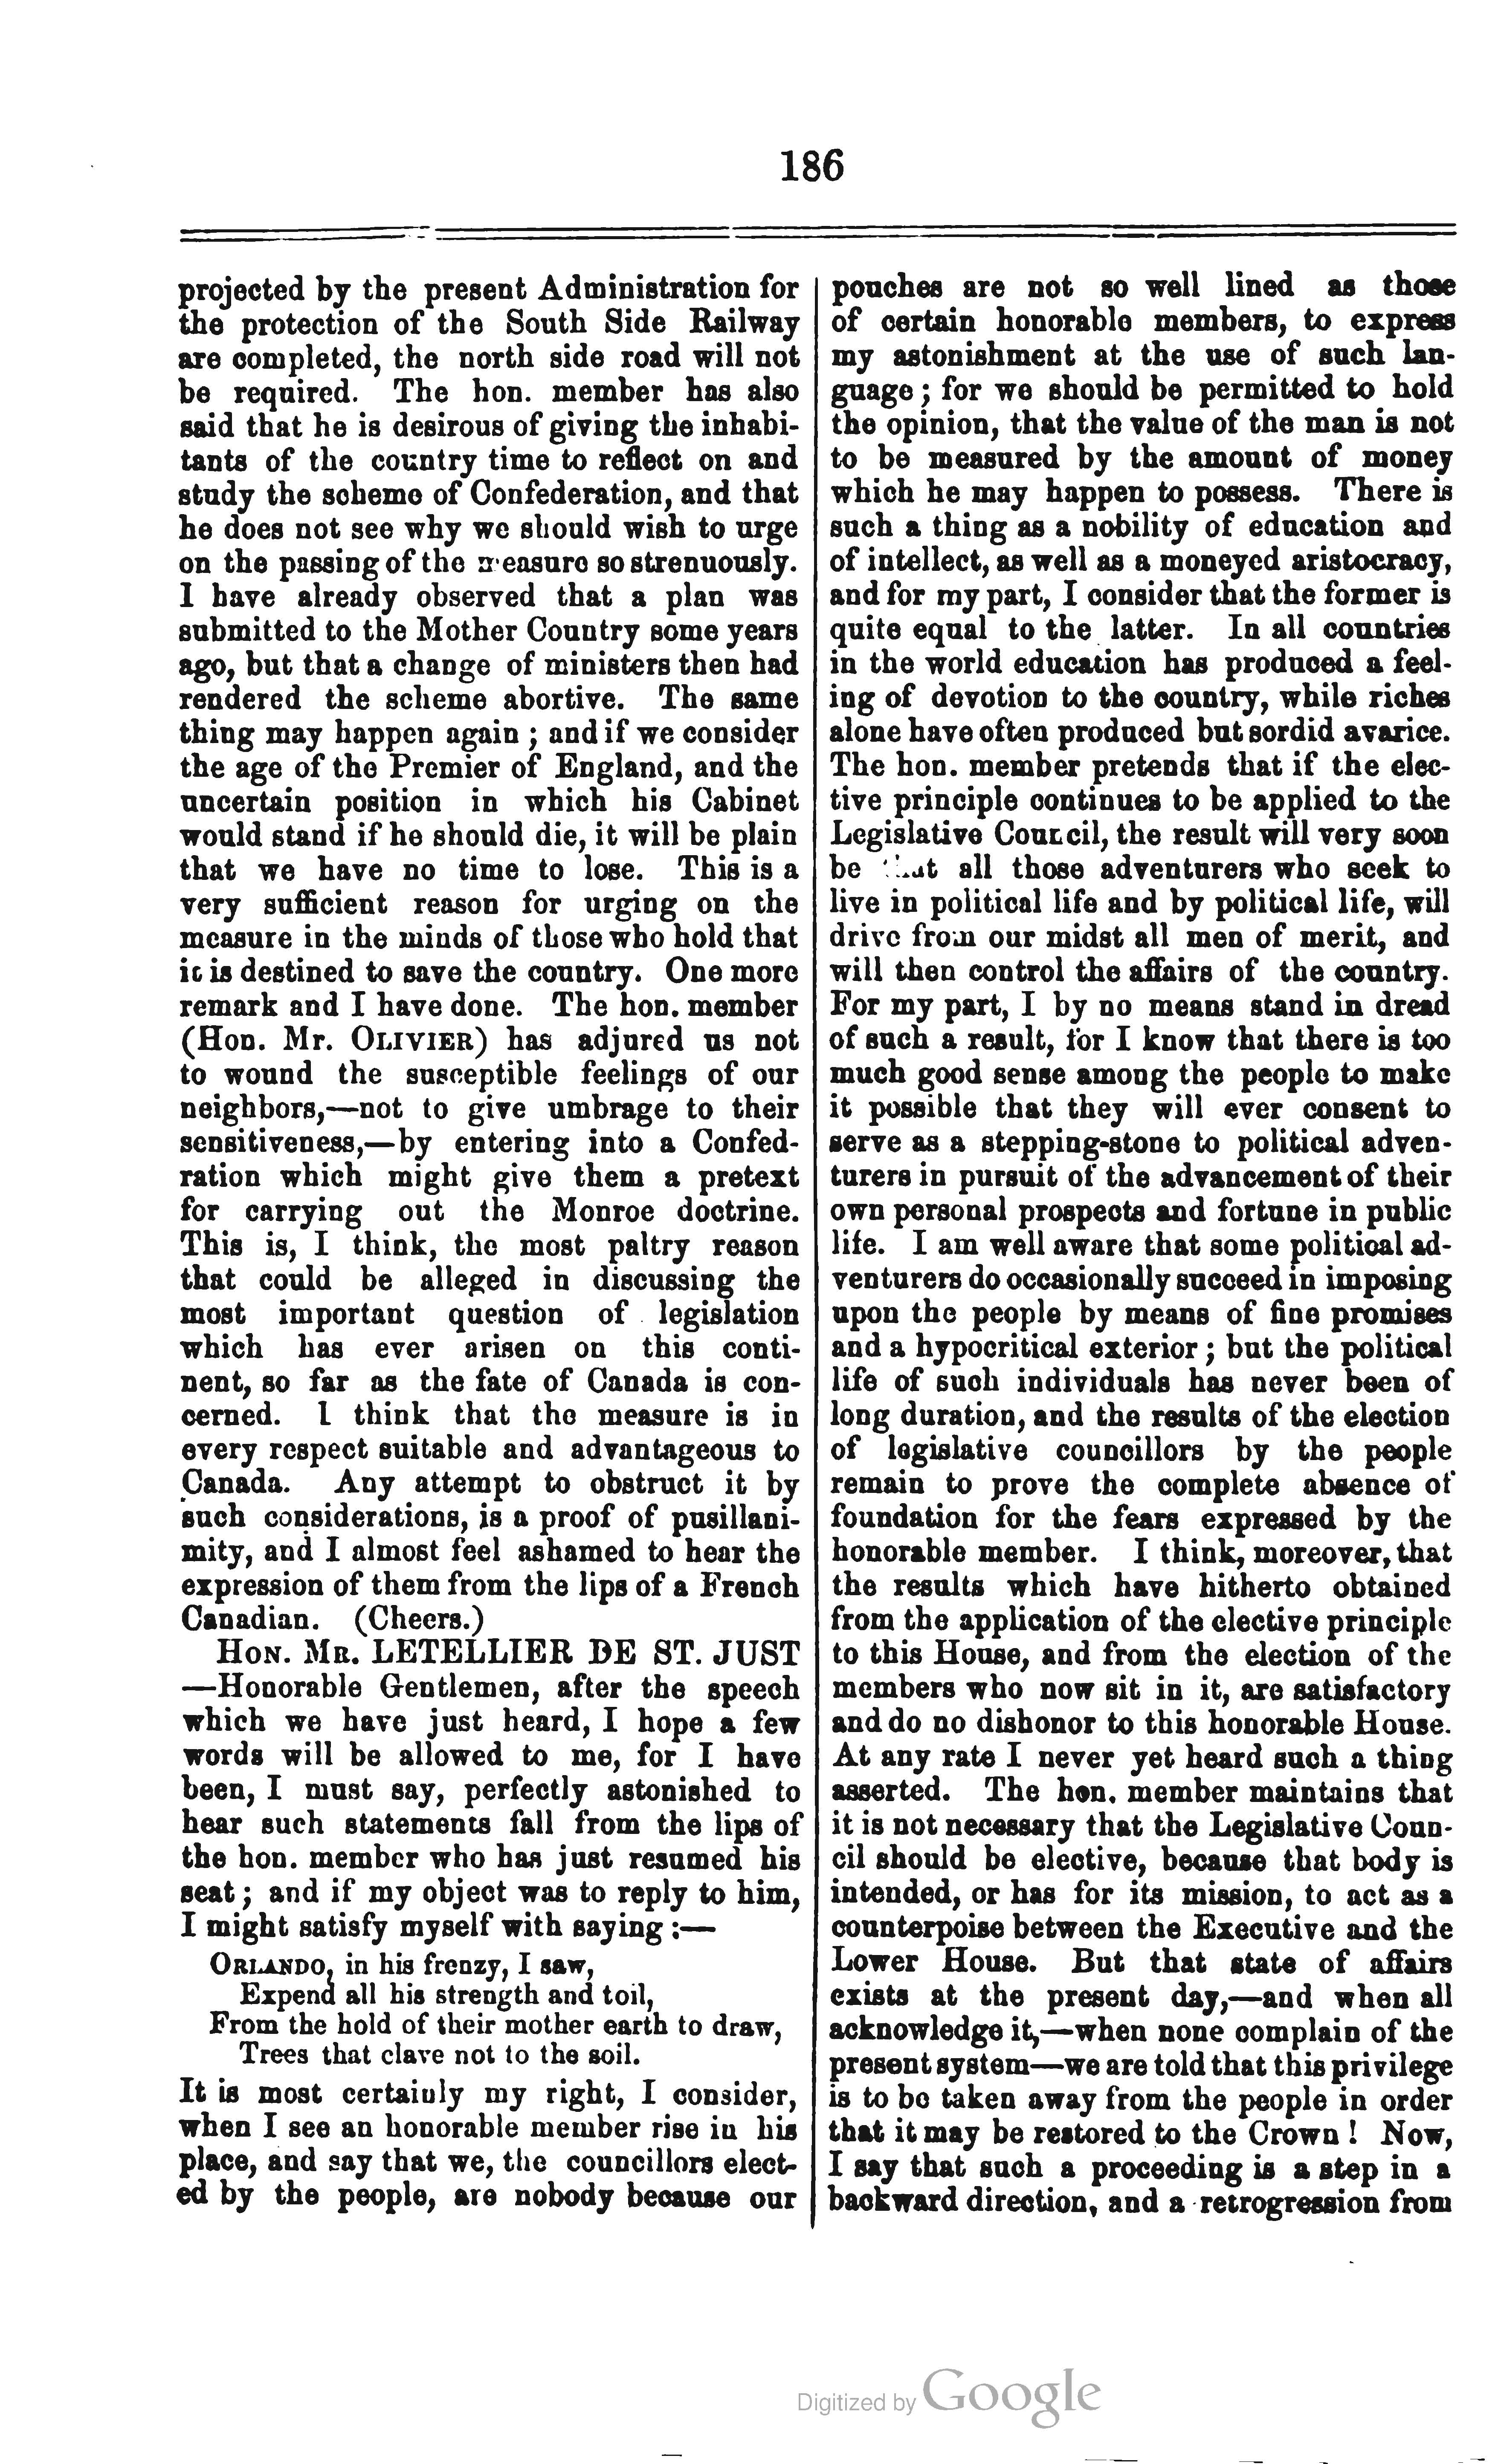 186
projected by the present Administration for
the protection of the South Side Railway
are completed, the north side road will not
be required. The hon. member has also
said that he is desirous of giving the inhabi-
tants of the country time to reflect on and
study the scheme of Confederation, and that
he does not see why we should wish to urge
on the passing of the measure so strenuously.
I have already observed that a plan was
submitted to the Mother Country some years
ago, but that a change of ministers then had
rendered the scheme abortive. The same
thing may happen again ; and if we consider
the age of the Premier of England, and the
uncertain position in which his Cabinet
would stand if he should die, it will be plain
that we have no time to lose. This is a
very sufficient reason for urging on the
measure in the minds of those who hold that
it is destined to save the country. One more
remark and I have done. The hon. member
(Hon. Mr. OLIVIER) has adjured us not
to wound the susceptible feelings of our
neighbors,—not to give umbrage to their
sensitiveness,—by entering into a Confed-
ration which might give them a pretext
for carrying out the Monroe doctrine.
This is, I think, the most paltry reason
that could be alleged in discussing the
most important question of legislation
which has ever arisen on this conti-
nent, so far as the fate of Canada is con-
cerned. I think that the measure is in
every respect suitable and advantageous to
Canada. Any attempt to obstruct it by
such considerations, is a proof of pusillani-
mity, and I almost feel ashamed to hear the
expression of them from the lips of a French
Canadian. (Cheers.)
HON. MR. LETELLIER DE ST. JUST
—Honorable Gentlemen, after the speech
which we have just heard, I hope a few
words will be allowed to me, for I have
been, I must say, perfectly astonished to
hear such statements fall from the lips of
the hon. member who has just resumed his
seat ; and if my object was to reply to him,
I might satisfy myself with saying :—
ORLANDO, in his frenzy, I saw,
Expend all his strength and toil,
From the hold of their mother earth to draw,
Trees that clave not to the soil.
It is most certainly my right, I consider,
when I see an honorable member rise in his
place, and say that we, the councillors elect-
ed by the people, are nobody because our
pouches are not so well lined as those
of certain honorable members, to express
my astonishment at the use of such lan-
guage ; for we should be permitted to hold
the opinion, that the value of the man is not
to be measured by the amount of money
which he may happen to possess. There is
such a thing as a nobility of education and
of intellect, as well as a moneyed aristocracy,
and for my part, I consider that the former is
quite equal to the latter. In all countries
in the world education has produced a feel-
ing of devotion to the country, while riches
alone have often produced but sordid avarice.
The hon. member pretends that if the elec-
tive principle continues to be applied to the
Legislative Council, the result will very soon
be that all those adventurers who seek to
live in political life and by political life, will
drive from our midst all men of merit, and
will then control the affairs of the country.
For my part, I by no means stand in dread
of such a result, for I know that there is too
much good sense among the people to make
it possible that they will ever consent to
serve as a stepping-stone to political adven-
turers in pursuit of the advancement of their
own personal prospects and fortune in public
life. I am well aware that some political ad-
venturers do occasionally succeed in imposing
upon the people by means of fine promises
and a hypocritical exterior ; but the political
life of such individuals has never been of
long duration, and the results of the election
of legislative councillors by the people
remain to prove the complete absence of
foundation for the fears expressed by the
honorable member. I think, moreover, that
the results which have hitherto obtained
from the application of the elective principle
to this House, and from the election of the
members who now sit in it, are satisfactory
and do no dishonor to this honorable House.
At any rate I never yet heard such a thing
asserted. The hon. member maintains that
it is not necessary that the Legislative Coun-
cil should be elective, because that body is
intended, or has for its mission, to act as a
counterpoise between the Executive and the
Lower House. But that state of affairs
exists at the present day,—and when all
acknowledge it,—when none complain of the
present system—we are told that this privilege
is to be taken away from the people in order
that it may be restored to the Crown ! Now,
I say that such a proceeding is a step in a
backward direction, and a retrogression from
Digitized by Google